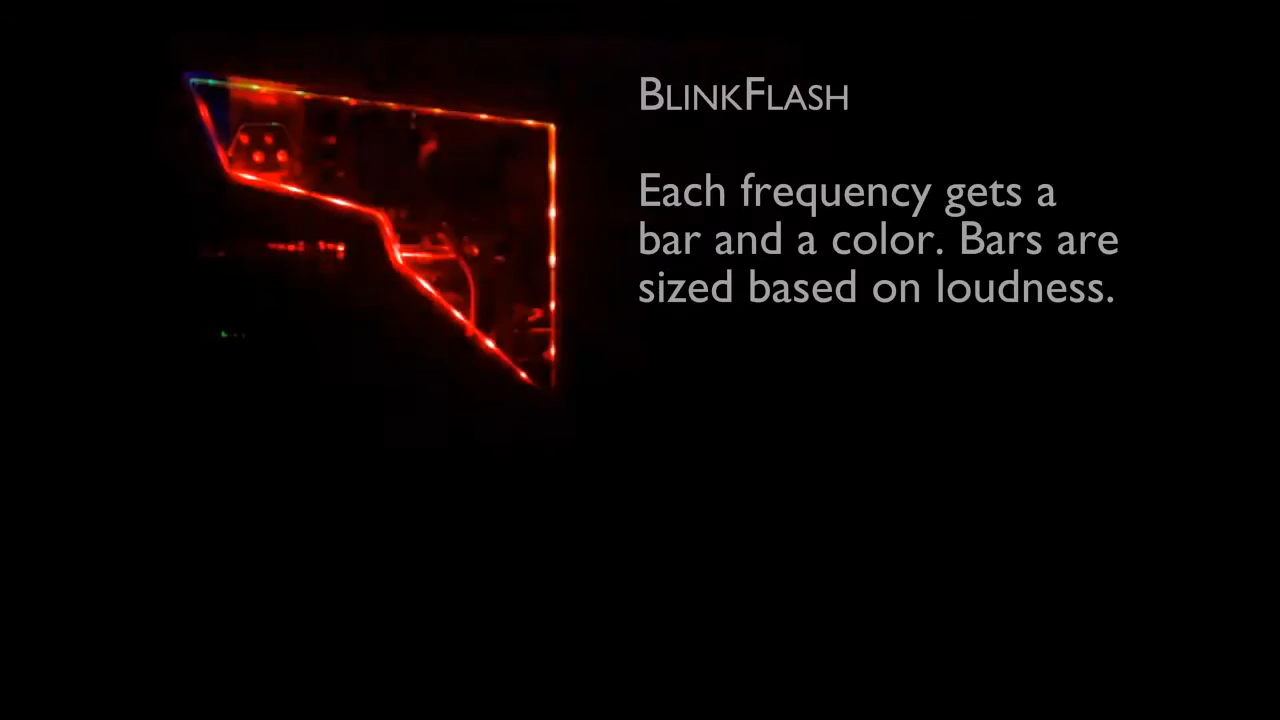 BLINKFLASH
Each frequency gets a
bar and a color. Bars are
sized based on loudness.